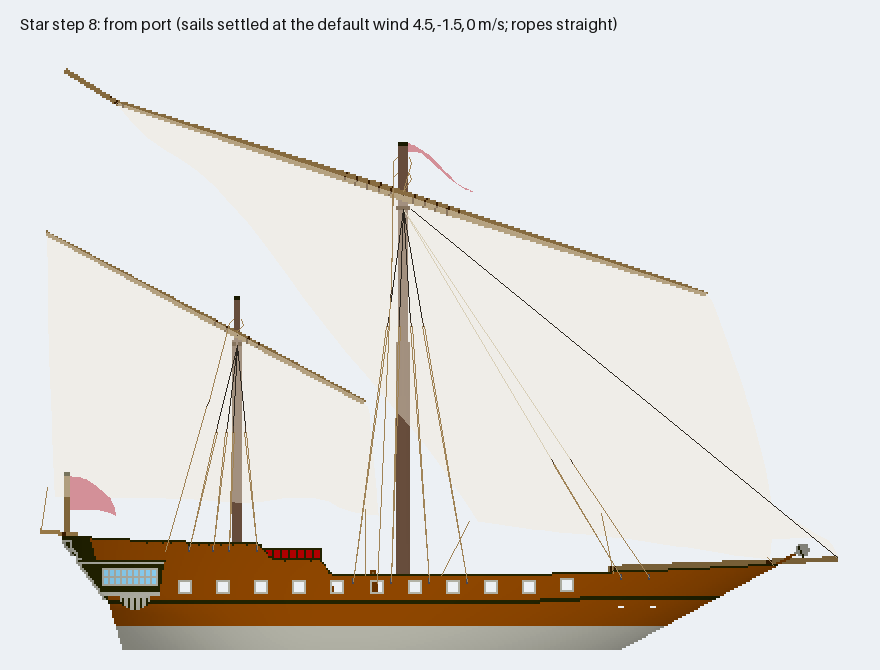 Star step 8: from port (sails settled at the default wind 4.5,-1.5,0 m/s; ropes straight)